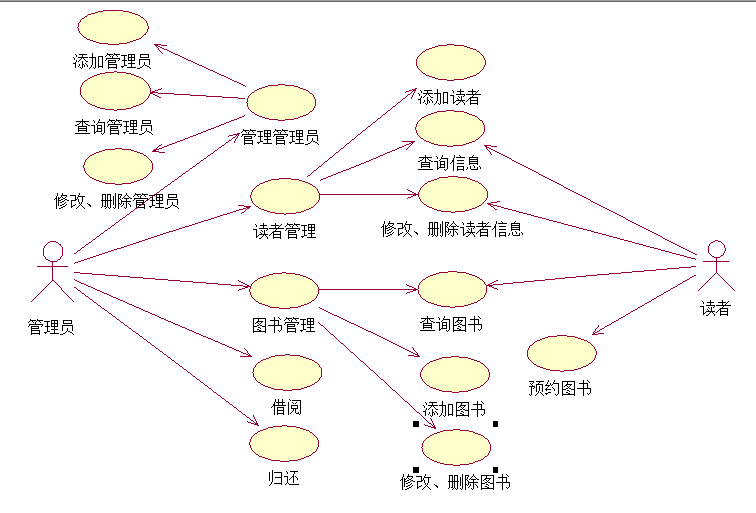 添加管理员
查询管理员
管理管理员
修改、删除管理员
添加读者
查询信息
读者管理
修改、删除读者信息
管理员
读者
图书管理
查询图书
预约图书
借阅
添加图书
归还
修改、删除图书